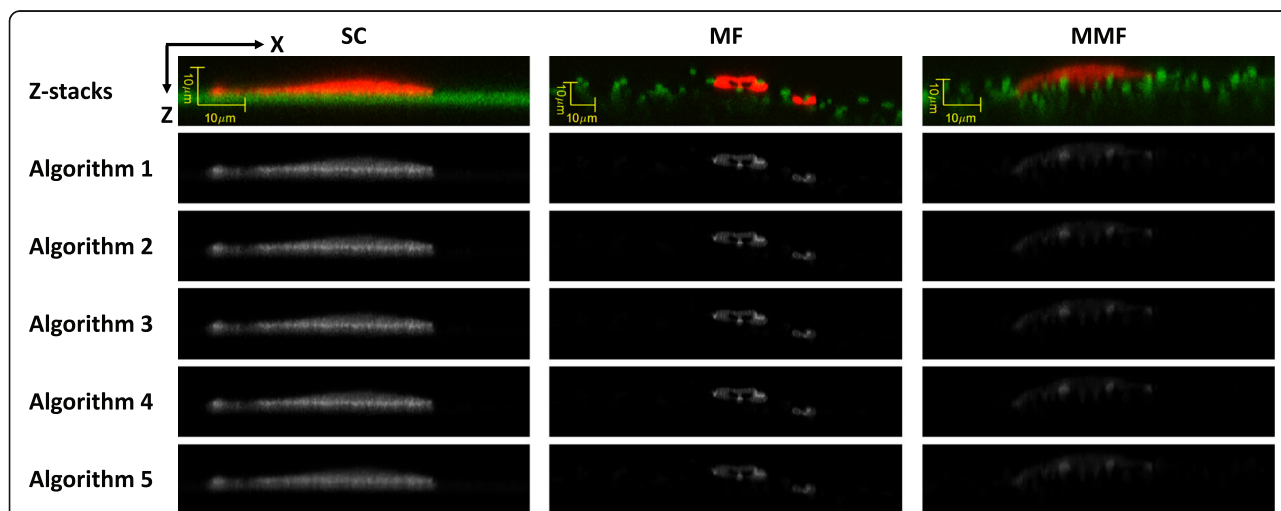 SC MF MMF
X
Z
Z-stacks
10μm
10μm
10μm
10μm
10μm
10μm
Algorithm 1
Algorithm 2
Algorithm 3
Algorithm 4
Algorithm 5